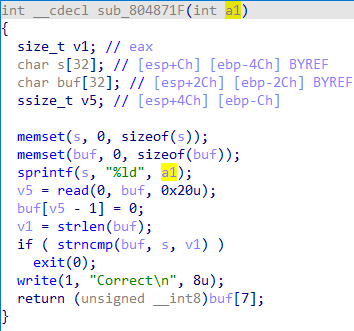 int __cdecl sub_804871F(int a1)
{
  ssize_t v1; // eax
  char s[32]; // [esp+Ch] [ebp-4Ch] BYREF
  char buf[32]; // [esp+2Ch] [ebp-2Ch] BYREF
  ssize_t v5; // [esp+4Ch] [ebp-Ch]

  memset(s, 0, sizeof(s));
  memset(buf, 0, sizeof(buf));
  sprintf(s, "%ld", a1);
  v5 = read(0, buf, 0x20u);
  buf[v5 - 1] = 0;
  v1 = strlen(buf);
  if ( strncmp(buf, s, v1) )
    exit(0);
  write(1, "Correct\n", 8u);
  return (unsigned __int8)buf[7];
}